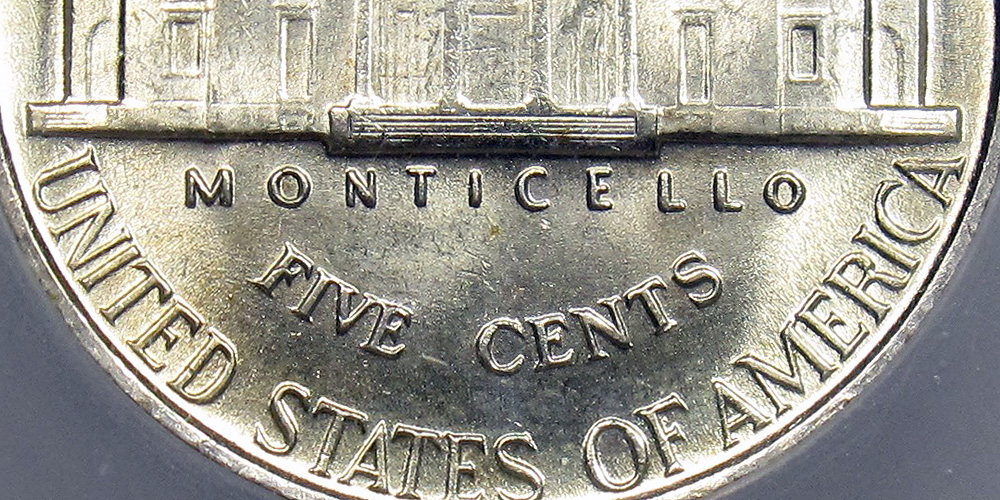 MONTICELLO
FIVE CENTS
UNITED STATES OF AMERICA